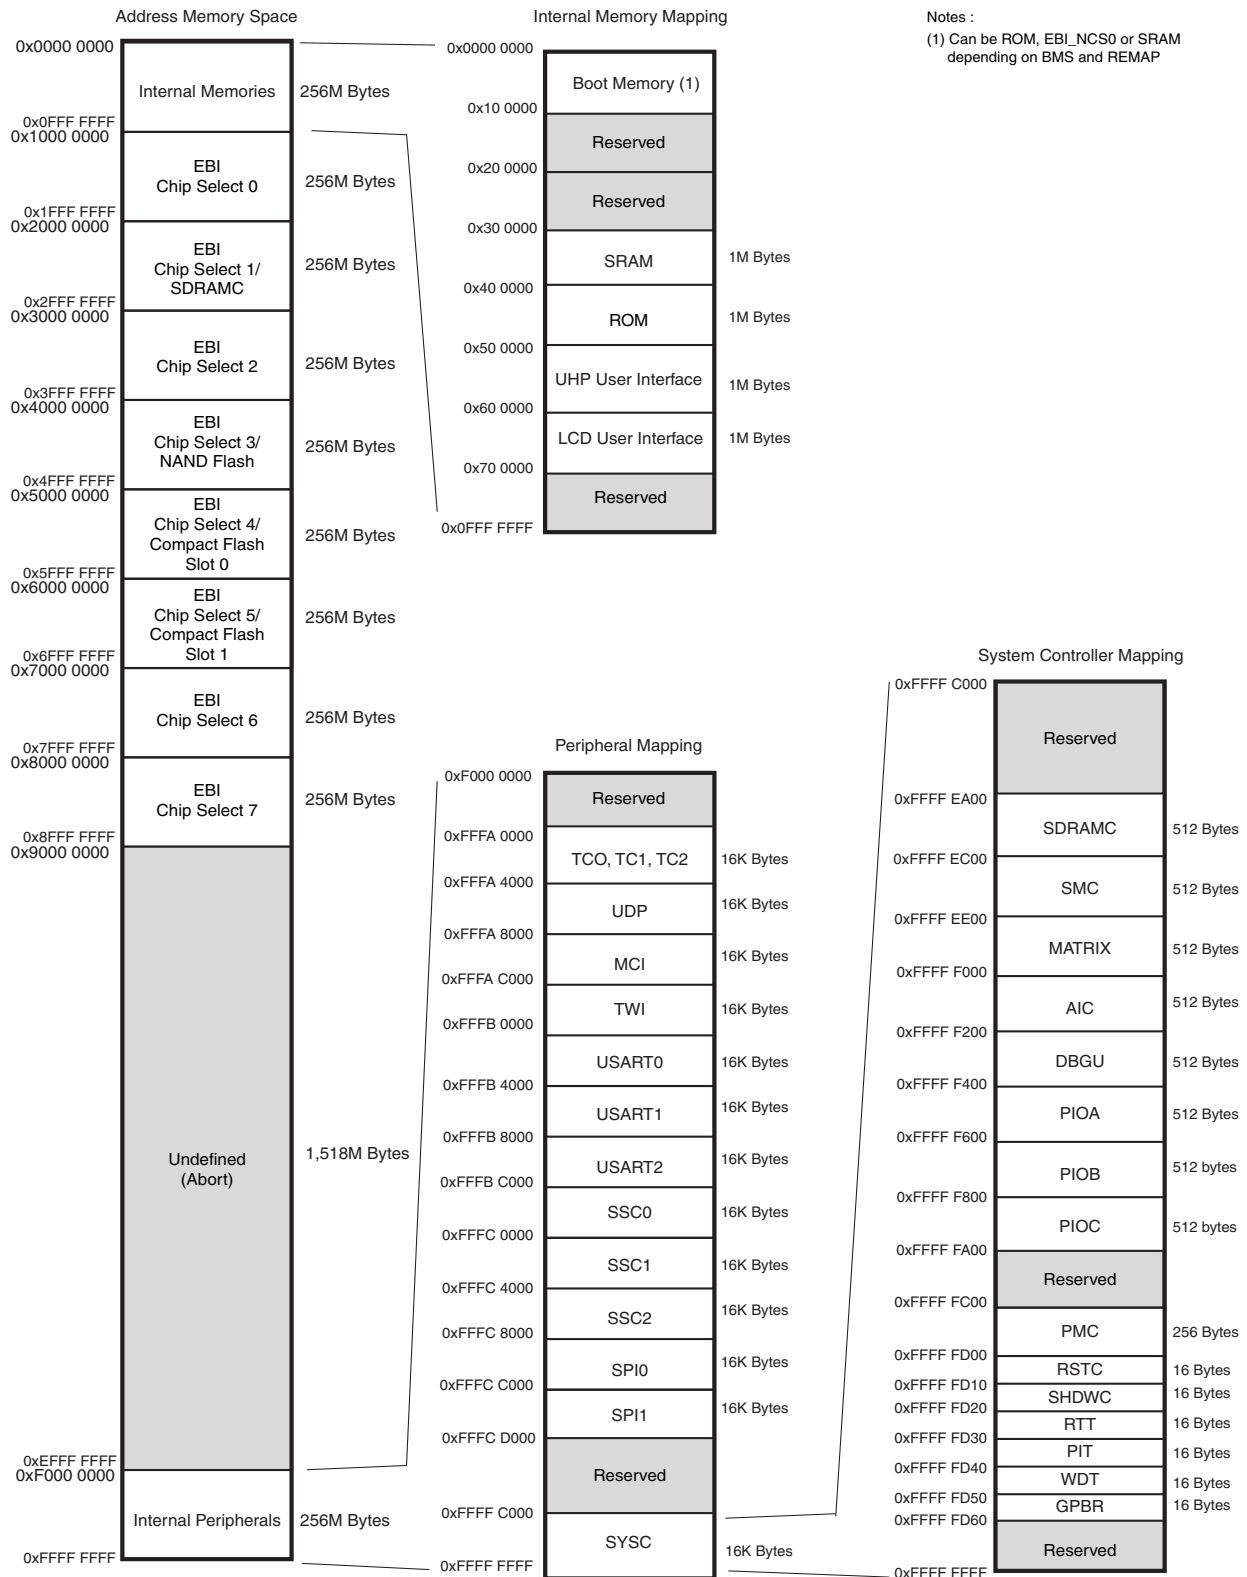 Address Memory Space
0x0000 0000
Internal Memories
256M Bytes
0x0FFF FFFF
0x1000 0000
EBI
Chip Select 0
256M Bytes
0x1FFF FFFF
0x2000 0000
EBI
Chip Select 1/
SDRAMC
256M Bytes
0x2FFF FFFF
0x3000 0000
EBI
Chip Select 2
256M Bytes
0x3FFF FFFF
0x4000 0000
EBI
Chip Select 3/
NAND Flash
256M Bytes
0x4FFF FFFF
0x5000 0000
EBI
Chip Select 4/
Compact Flash
Slot 0
256M Bytes
0x5FFF FFFF
0x6000 0000
EBI
Chip Select 5/
Compact Flash
Slot 1
256M Bytes
0x6FFF FFFF
0x7000 0000
EBI
Chip Select 6
256M Bytes
0x7FFF FFFF
0x8000 0000
EBI
Chip Select 7
256M Bytes
0x8FFF FFFF
0x9000 0000
Undefined
(Abort)
1,518M Bytes
0xEFFF FFFF
0xF000 0000
Internal Peripherals
256M Bytes
0xFFFF FFFF
Internal Memory Mapping
0x0000 0000
Boot Memory (1)
0x10 0000
Reserved
0x20 0000
Reserved
0x30 0000
SRAM
1M Bytes
0x40 0000
ROM
1M Bytes
0x50 0000
UHP User Interface
1M Bytes
0x60 0000
LCD User Interface
1M Bytes
0x70 0000
Reserved
0x0FFF FFFF
Notes :
(1) Can be ROM, EBI_NCS0 or SRAM
depending on BMS and REMAP
Peripheral Mapping
0xF000 0000
Reserved
0xFFFA 0000
TCO, TC1, TC2
16K Bytes
0xFFFA 4000
UDP
16K Bytes
0xFFFA 8000
MCI
16K Bytes
0xFFFA C000
TWI
16K Bytes
0xFFFB 0000
USART0
16K Bytes
0xFFFB 4000
USART1
16K Bytes
0xFFFB 8000
USART2
16K Bytes
0xFFFB C000
SSC0
16K Bytes
0xFFFC 0000
SSC1
16K Bytes
0xFFFC 4000
SSC2
16K Bytes
0xFFFC 8000
SPI0
16K Bytes
0xFFFC C000
SPI1
16K Bytes
0xFFFC D000
Reserved
0xFFFF C000
SYSC
16K Bytes
0xFFFF FFFF
System Controller Mapping
0xFFFF C000
Reserved
0xFFFF EA00
SDRAMC
512 Bytes
0xFFFF EC00
SMC
512 Bytes
0xFFFF EE00
MATRIX
512 Bytes
0xFFFF F000
AIC
512 Bytes
0xFFFF F200
DBGU
512 Bytes
0xFFFF F400
PIOA
512 Bytes
0xFFFF F600
PIOB
512 bytes
0xFFFF F800
PIOC
512 bytes
0xFFFF FA00
Reserved
0xFFFF FC00
PMC
256 Bytes
0xFFFF FD00
RSTC
16 Bytes
0xFFFF FD10
SHDWC
16 Bytes
0xFFFF FD20
RTT
16 Bytes
0xFFFF FD30
PIT
16 Bytes
0xFFFF FD40
WDT
16 Bytes
0xFFFF FD50
GPBR
16 Bytes
0xFFFF FD60
Reserved
0xFFFF FFFF